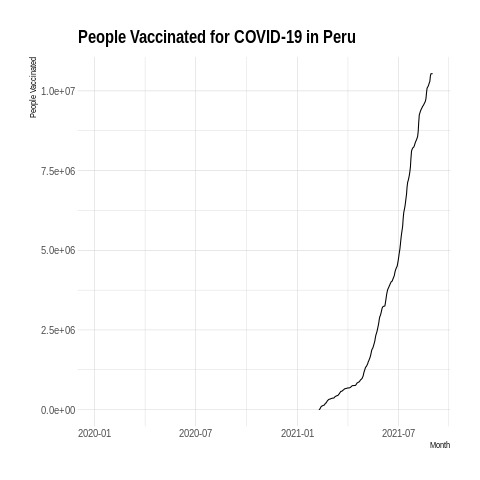 People Vaccinated for COVID-19 in Peru
People Vaccinated
1.0e+07
7.5e+06
5.0e+06
2.5e+06
0.0e+00
2020-01 2020-07 2021-01 2021-07
Month